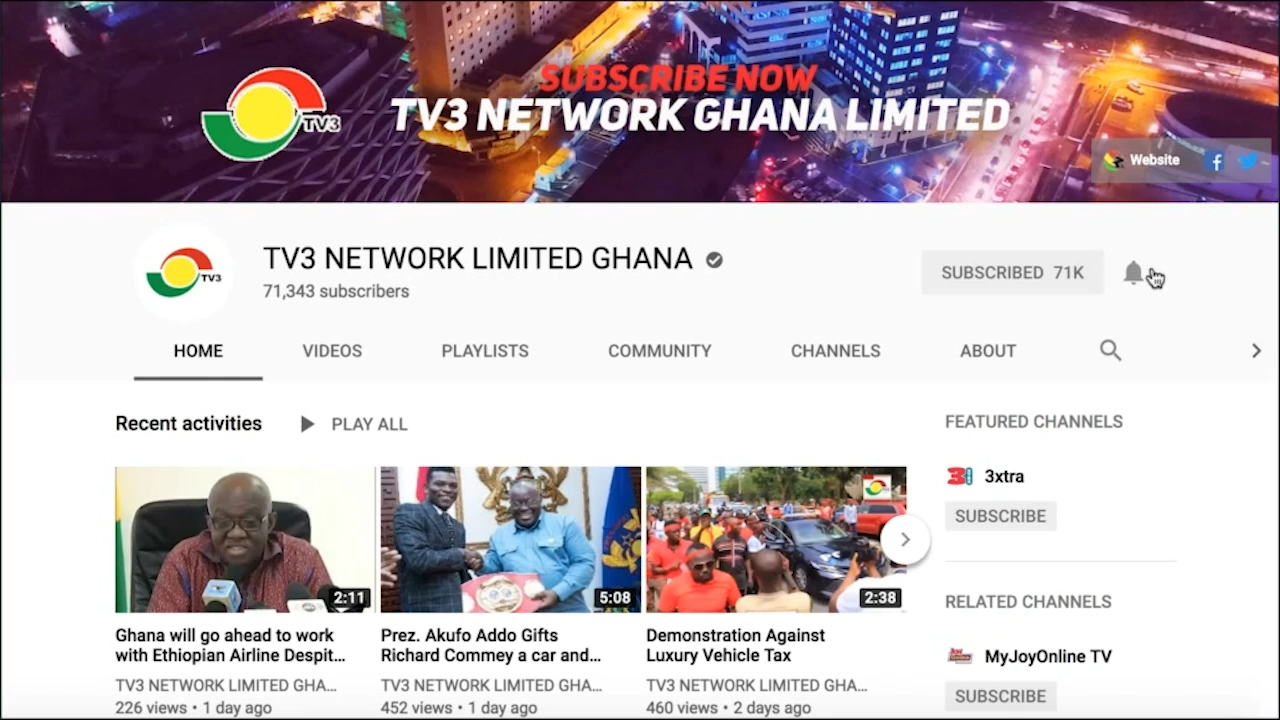 SUBSCRIBE NOW
TV3 NETWORK GHANA LIMITED
TV3
Website
TV3
TV3 NETWORK LIMITED GHANA
71,343 subscribers
SUBSCRIBED 71K
HOME VIDEOS PLAYLISTS COMMUNITY CHANNELS ABOUT
Recent activities PLAY ALL
FEATURED CHANNELS
3xtra
SUBSCRIBE
2:11
5:08
2:38
Ghana will go ahead to work
with Ethiopian Airline Despit...
TV3 NETWORK LIMITED GHA...
226 views • 1 day ago
Prez. Akufo Addo Gifts
Richard Commey a car and...
TV3 NETWORK LIMITED GHA...
452 views • 1 day ago
Demonstration Against
Luxury Vehicle Tax
TV3 NETWORK LIMITED GHA...
460 views • 2 days ago
RELATED CHANNELS
MyJoyOnline TV
SUBSCRIBE